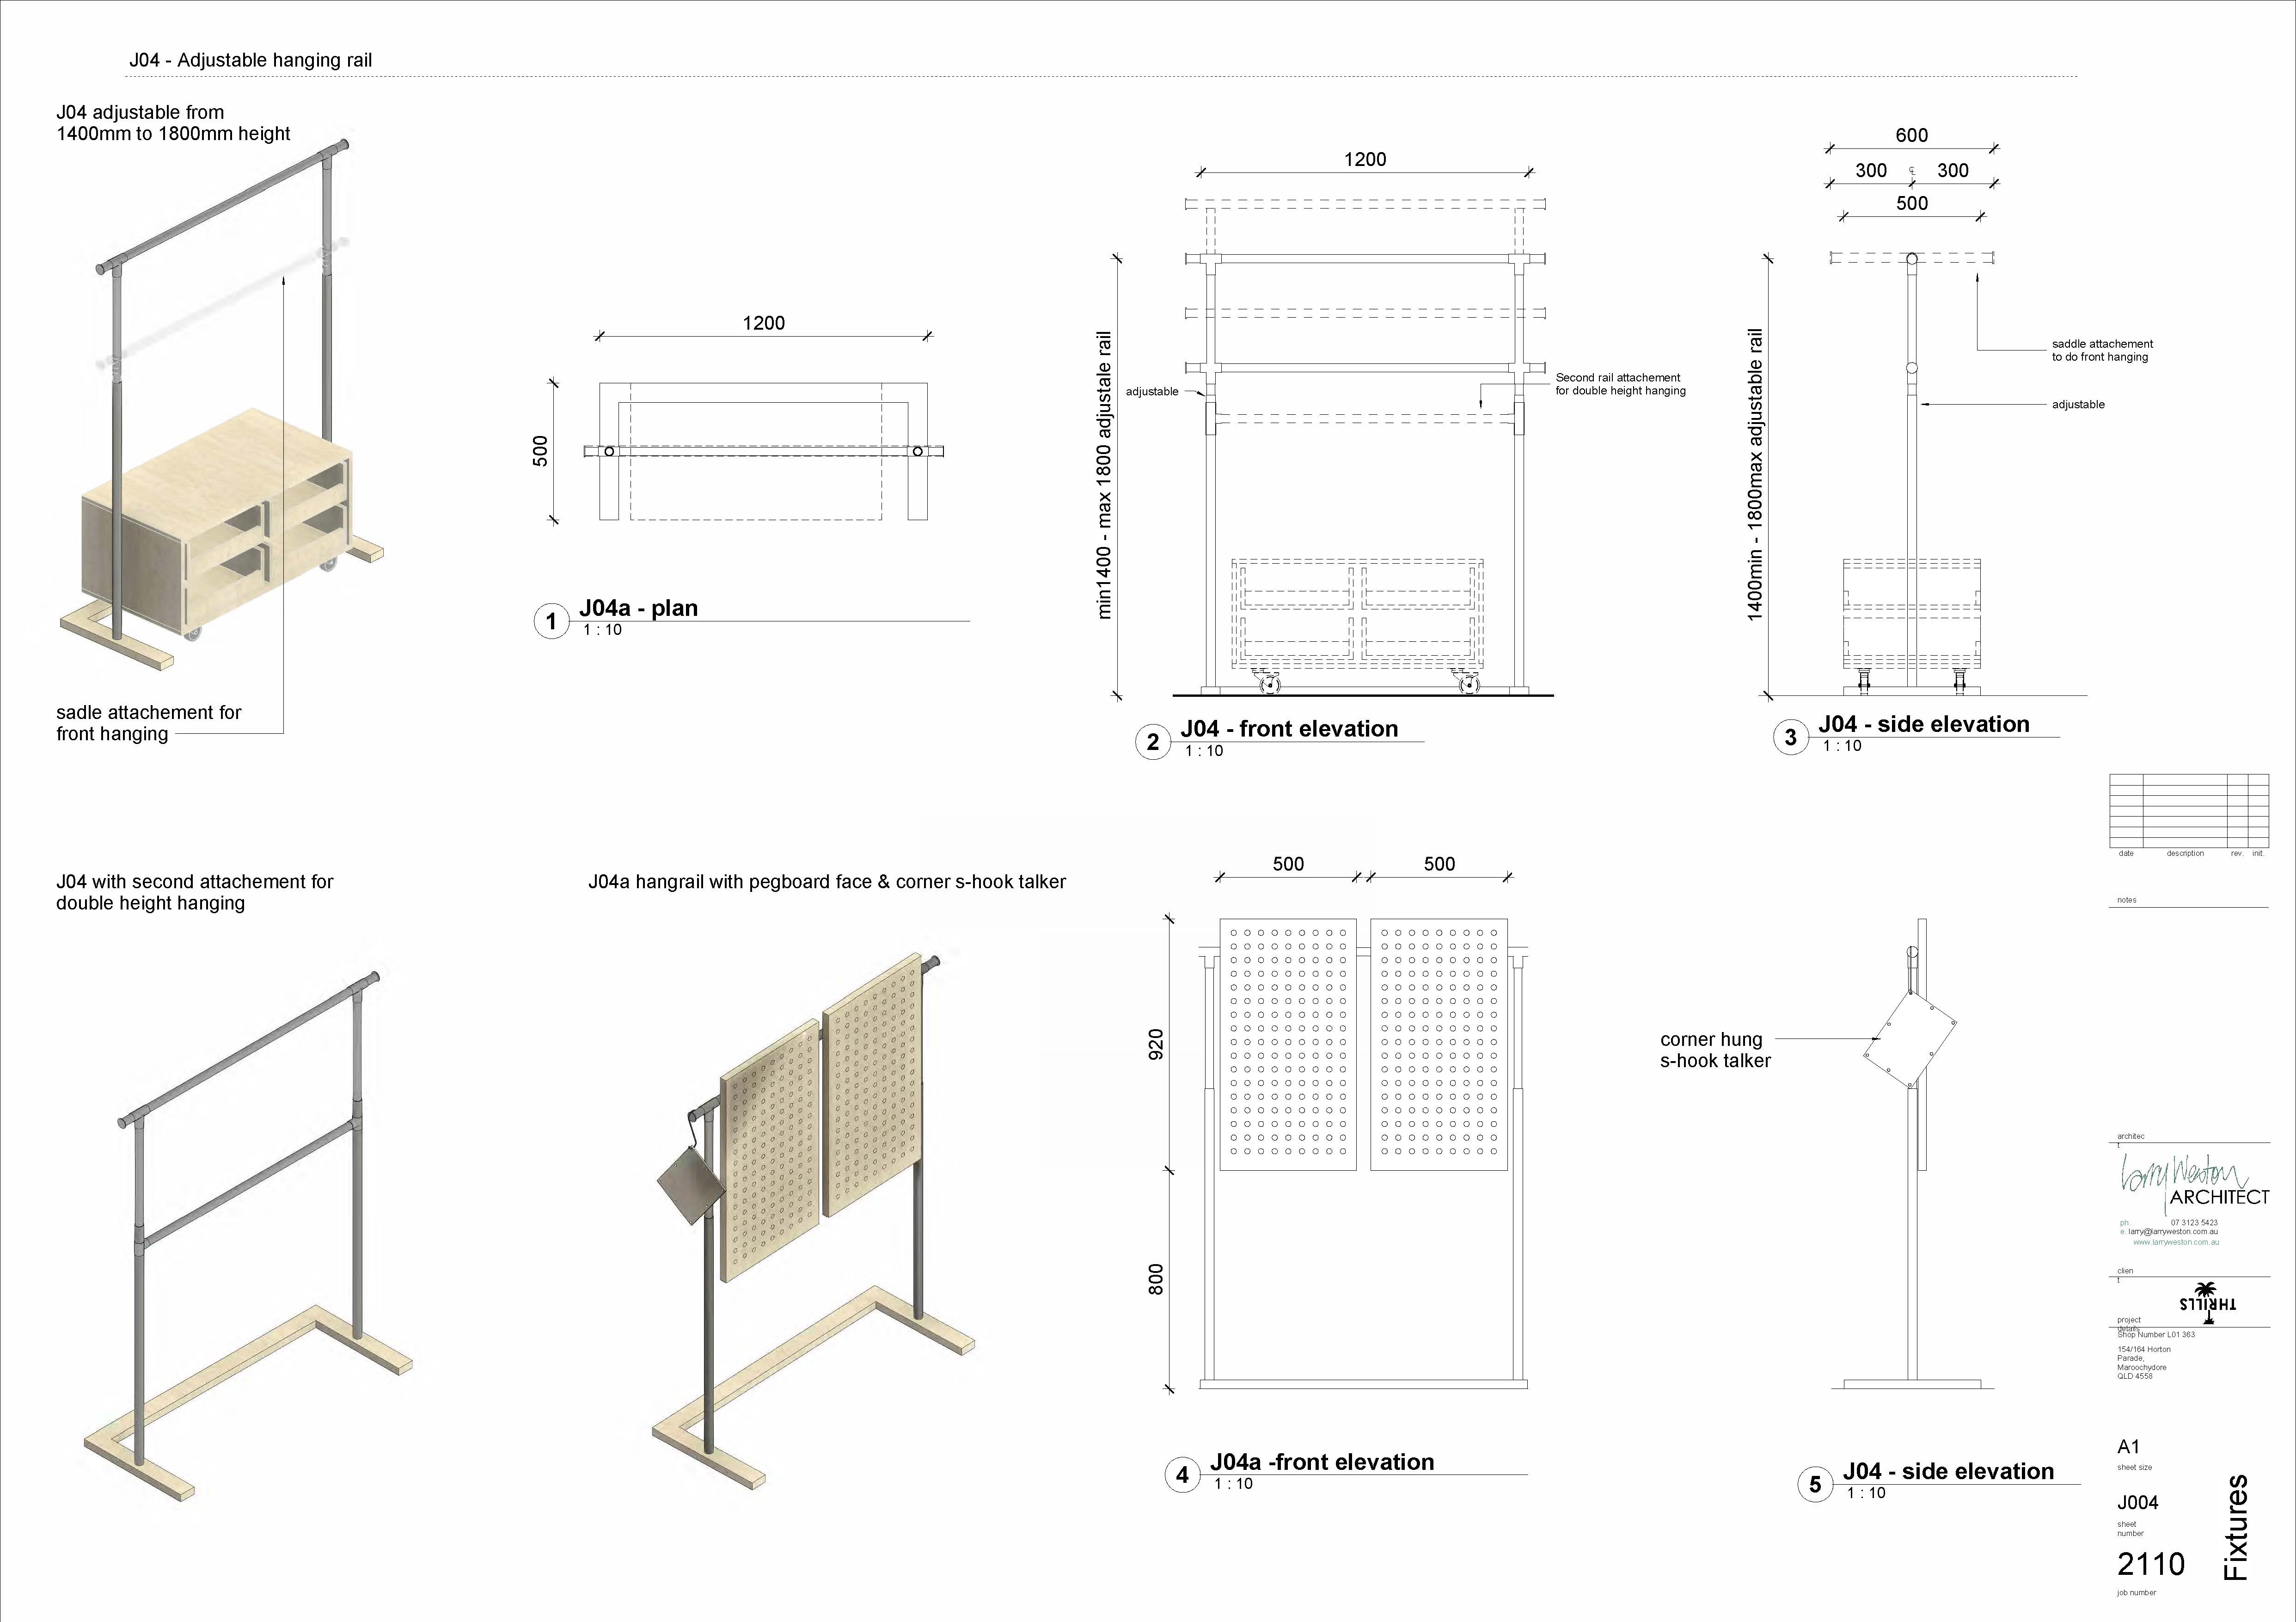 J04 - Adjustable hanging rail
J04 adjustable from
1400mm to 1800mm height
sadle attachement for
front hanging
1200
500
1
J04a - plan
1 : 10
1200
min1400 - max 1800 adjustale rail
adjustable
Second rail attachement
for double height hanging
2
J04 - front elevation
1 : 10
600
300
℄
300
500
1400min - 1800max adjustable rail
saddle attachment
to do front hanging
adjustable
3
J04 - side elevation
1 : 10
J04 with second attachement for
double height hanging
J04a hangrail with pegboard face & corner s-hook talker
500
500
920
800
4
J04a -front elevation
1 : 10
corner hung
s-hook talker
5
J04 - side elevation
1 : 10
date description rev. init.
notes
architec
t
Larry Weston
ARCHITECT
ph. 07 3123 5423
e. larry@larryweston.com.au
www.larryweston.com.au
clien
t
THRILLS
project
details
Shop Number L01 363
154/164 Horton
Parade,
Maroochydore
QLD 4558
A1
sheet size
J004
sheet
number
2110
job number
Fixtures